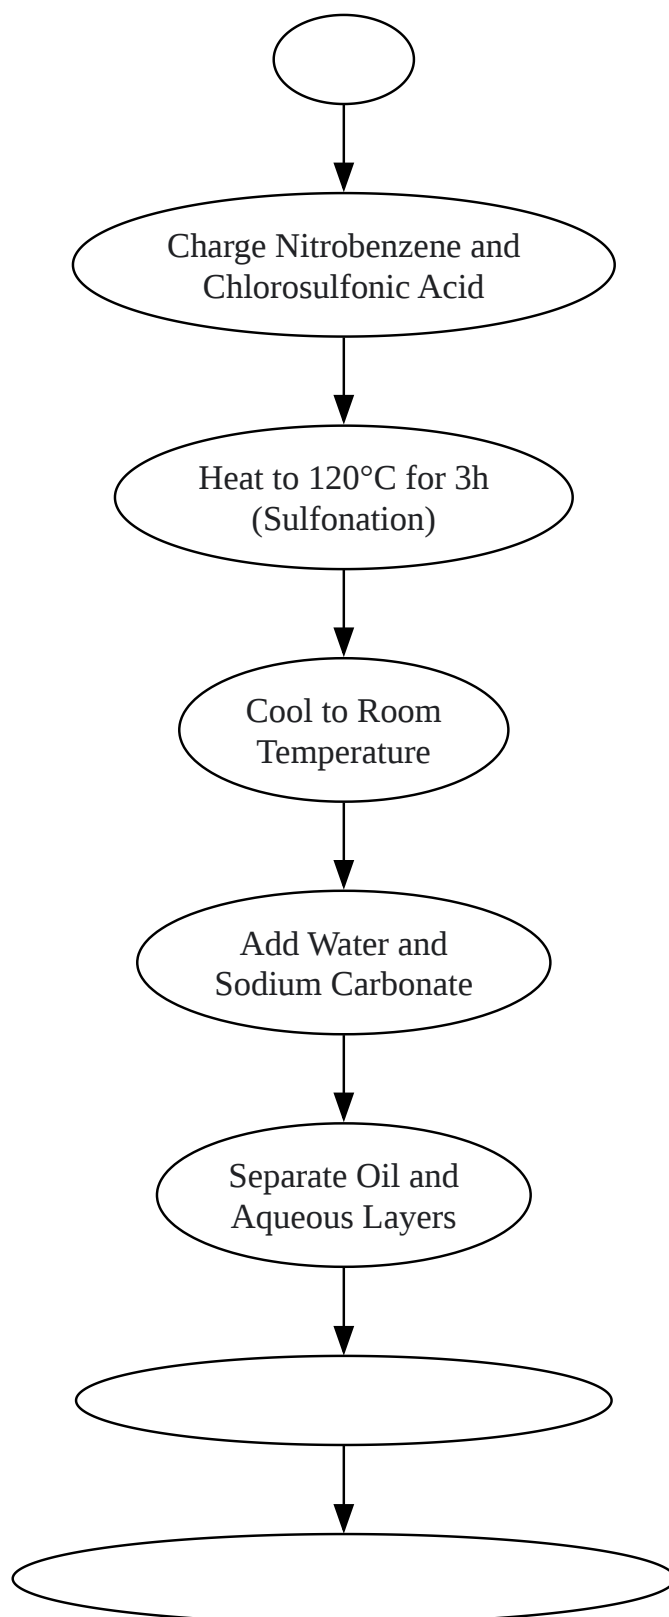 Charge Nitrobenzene and
Chlorosulfonic Acid
Heat to 120°C for 3h
(Sulfonation)
Cool to Room
Temperature
Add Water and
Sodium Carbonate
Separate Oil and
Aqueous Layers